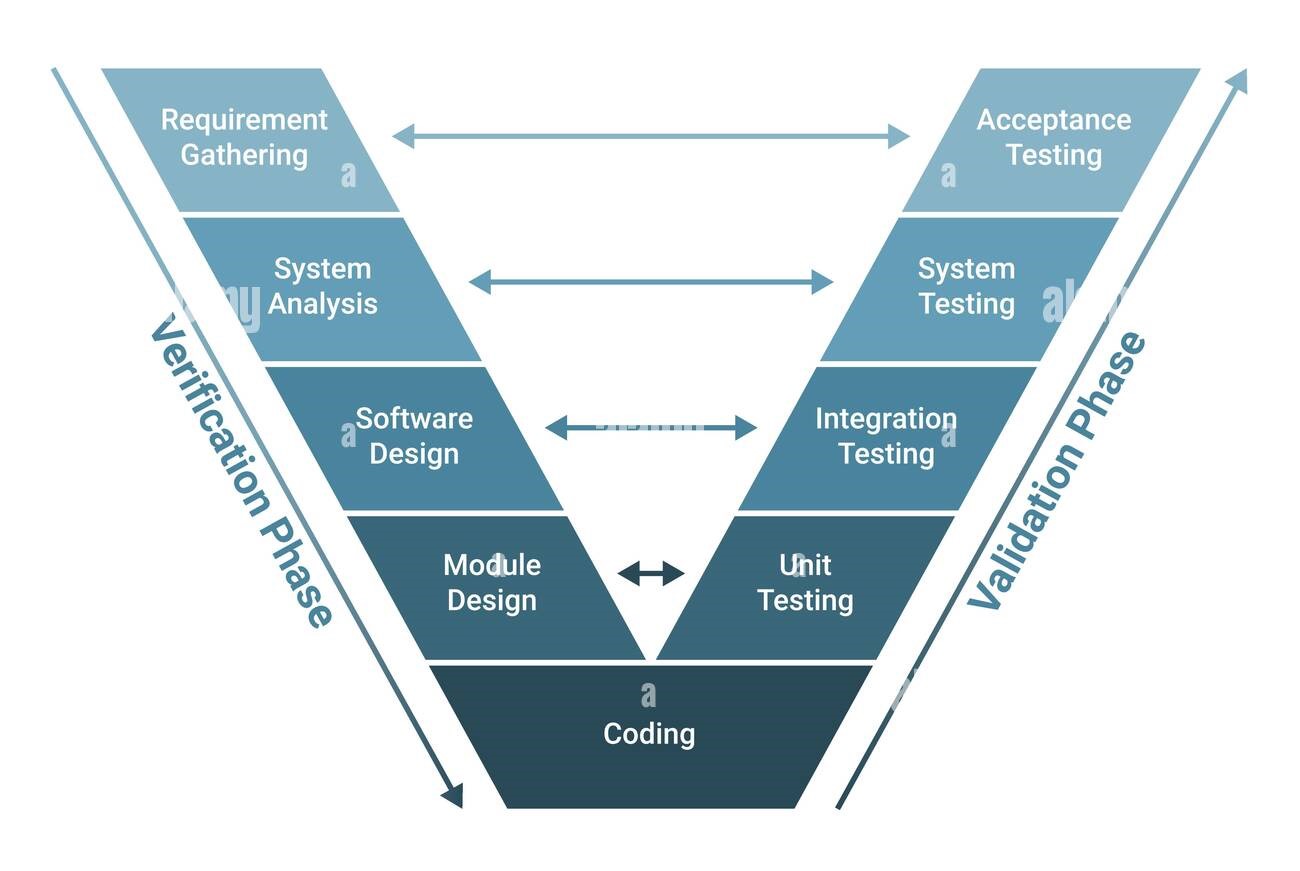 Requirement
Gathering
Acceptance
Testing
System
Analysis
System
Testing
Software
Design
Integration
Testing
Module
Design
Unit
Testing
Coding
Verification Phase
Validation Phase
a
a
alamy
a
a
a
a
a